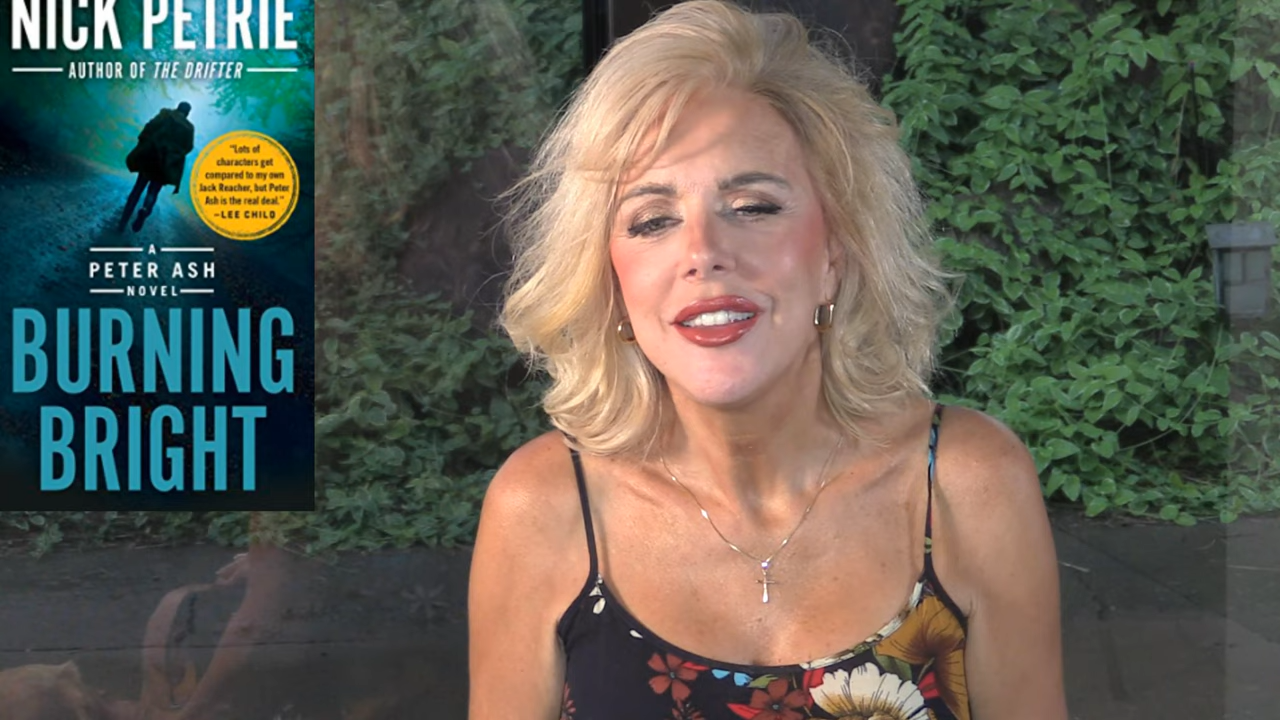 NICK PETRIE
AUTHOR OF THE DRIFTER
"Lots of
characters get
compared to my own
Jack Reacher, but Peter
Ash is the real deal."
—LEE CHILD
A
PETER ASH
NOVEL
BURNING
BRIGHT